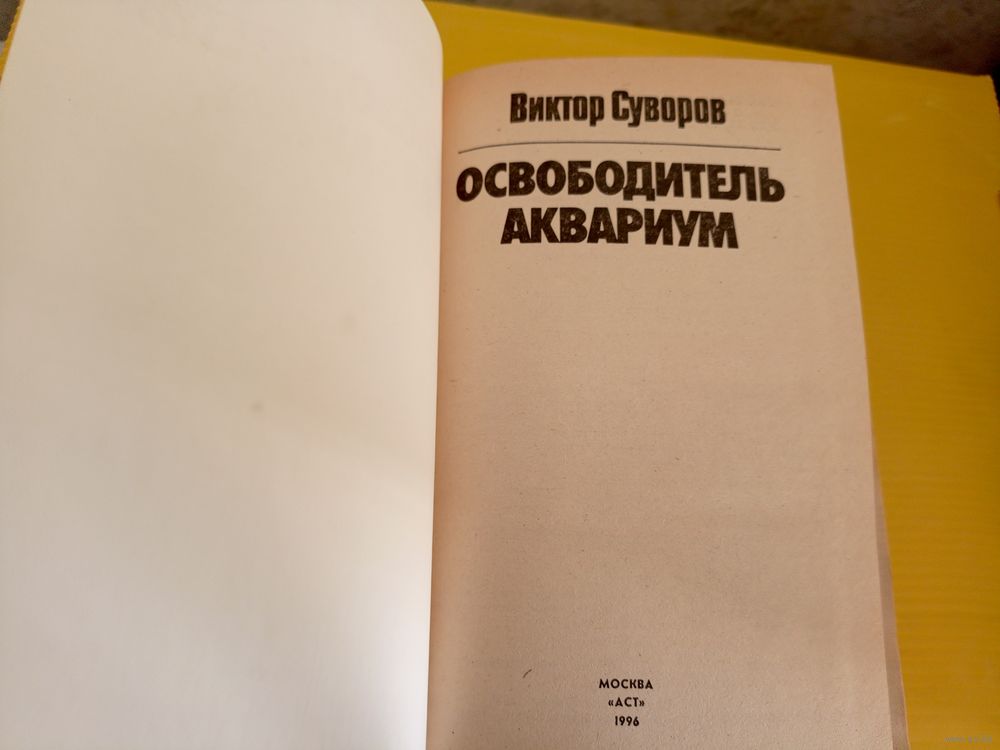 Виктор Суворов
ОСВОБОДИТЕЛЬ
АКВАРИУМ
МОСКВА
«АСТ»
1996